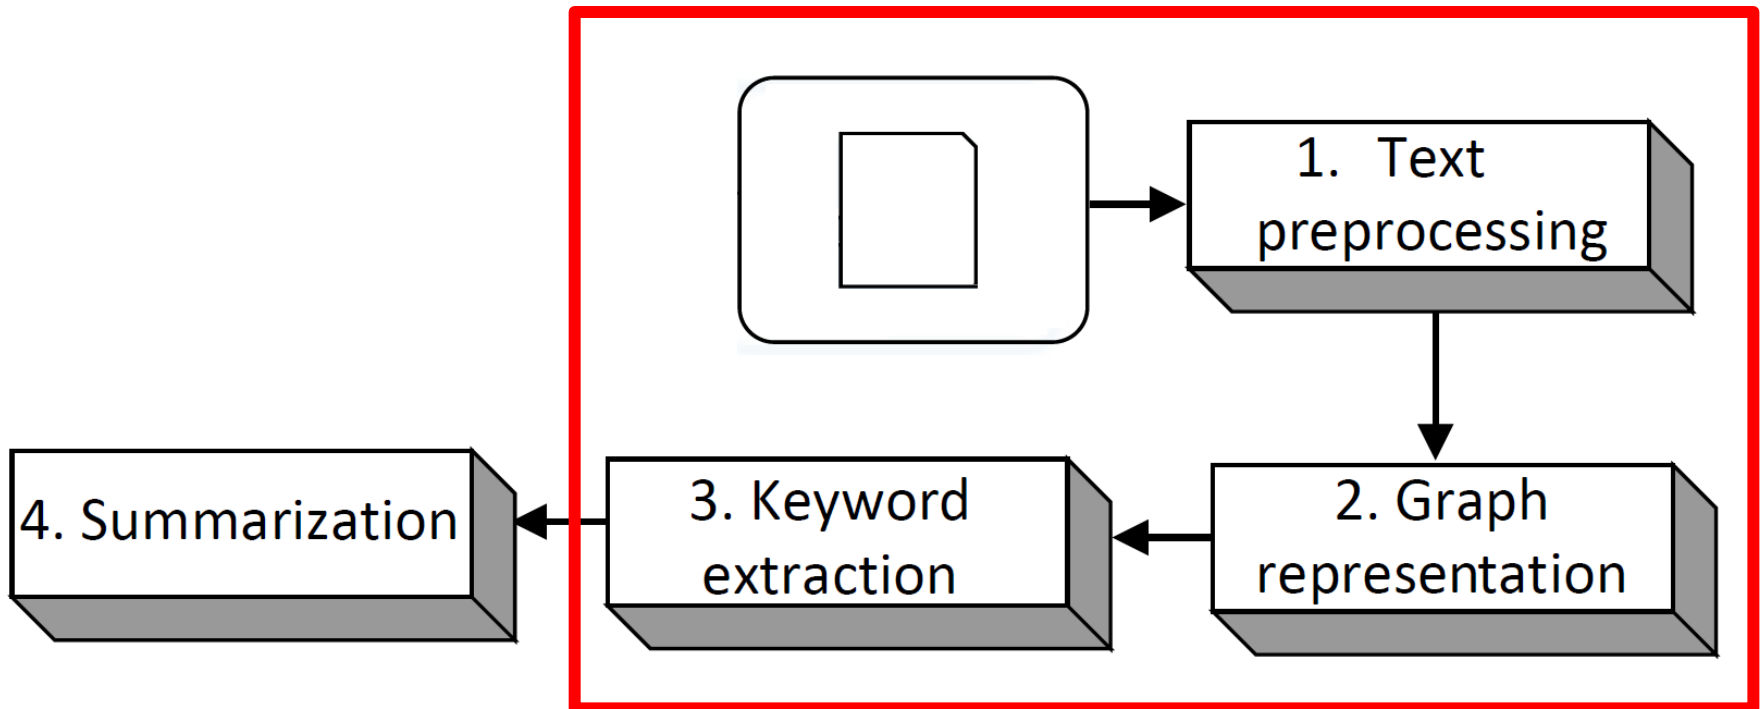 1. Text
preprocessing
2. Graph
representation
3. Keyword
extraction
4. Summarization